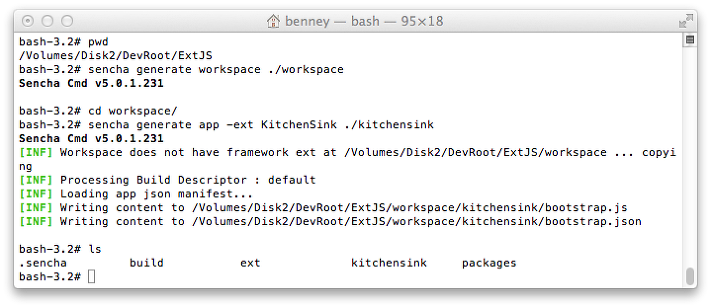 benney — bash — 95×18
bash-3.2# pwd
/Volumes/Disk2/DevRoot/ExtJS
bash-3.2# sencha generate workspace ./workspace
Sencha Cmd v5.0.1.231
bash-3.2# cd workspace/
bash-3.2# sencha generate app -ext KitchenSink ./kitchensink
Sencha Cmd v5.0.1.231
[INF] Workspace does not have framework ext at /Volumes/Disk2/DevRoot/ExtJS/workspace ... copyi
ng
[INF] Processing Build Descriptor : default
[INF] Loading app json manifest...
[INF] Writing content to /Volumes/Disk2/DevRoot/ExtJS/workspace/kitchensink/bootstrap.js
[INF] Writing content to /Volumes/Disk2/DevRoot/ExtJS/workspace/kitchensink/bootstrap.json
bash-3.2# ls
.sencha build ext kitchensink packages
bash-3.2#